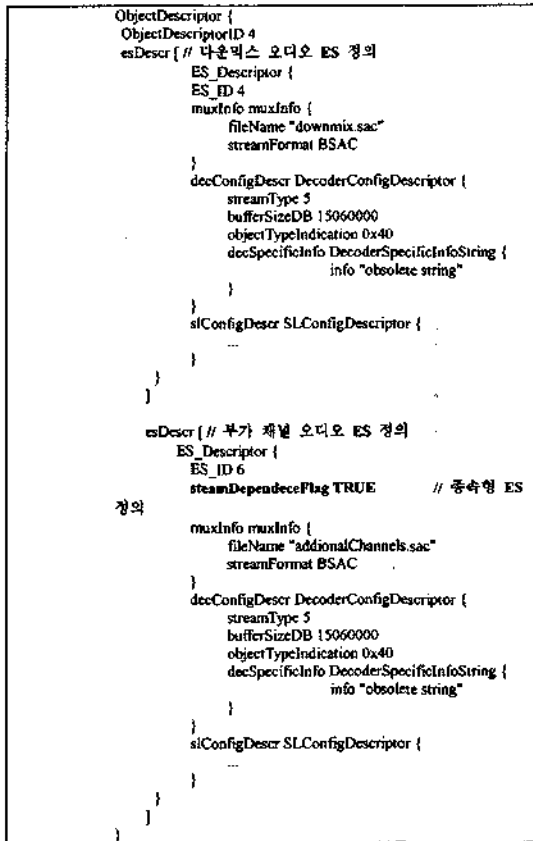 ObjectDescriptor {
ObjectDescriptorID 4
esDescr [ // 다운믹스 오디오 ES 정의
ES_Descriptor {
ES_ID 4
muxInfo muxInfo {
fileName "downmix.sac"
streamFormat BSAC
}
decConfigDescr DecoderConfigDescriptor {
streamType 5
bufferSizeDB 15060000
objectTypeIndication 0x40
decSpecificInfo DecoderSpecificInfoString {
info "obsolete string"
}
}
slConfigDescr SLConfigDescriptor {
...
}
}
]
esDescr [ // 부가 채널 오디오 ES 정의
ES_Descriptor {
ES_ID 6
steamDependeceFlag TRUE // 종속형 ES
정의
muxInfo muxInfo {
fileName "addionalChannels.sac"
streamFormat BSAC
}
decConfigDescr DecoderConfigDescriptor {
streamType 5
bufferSizeDB 15060000
objectTypeIndication 0x40
decSpecificInfo DecoderSpecificInfoString {
info "obsolete string"
}
}
slConfigDescr SLConfigDescriptor {
...
}
}
]
}